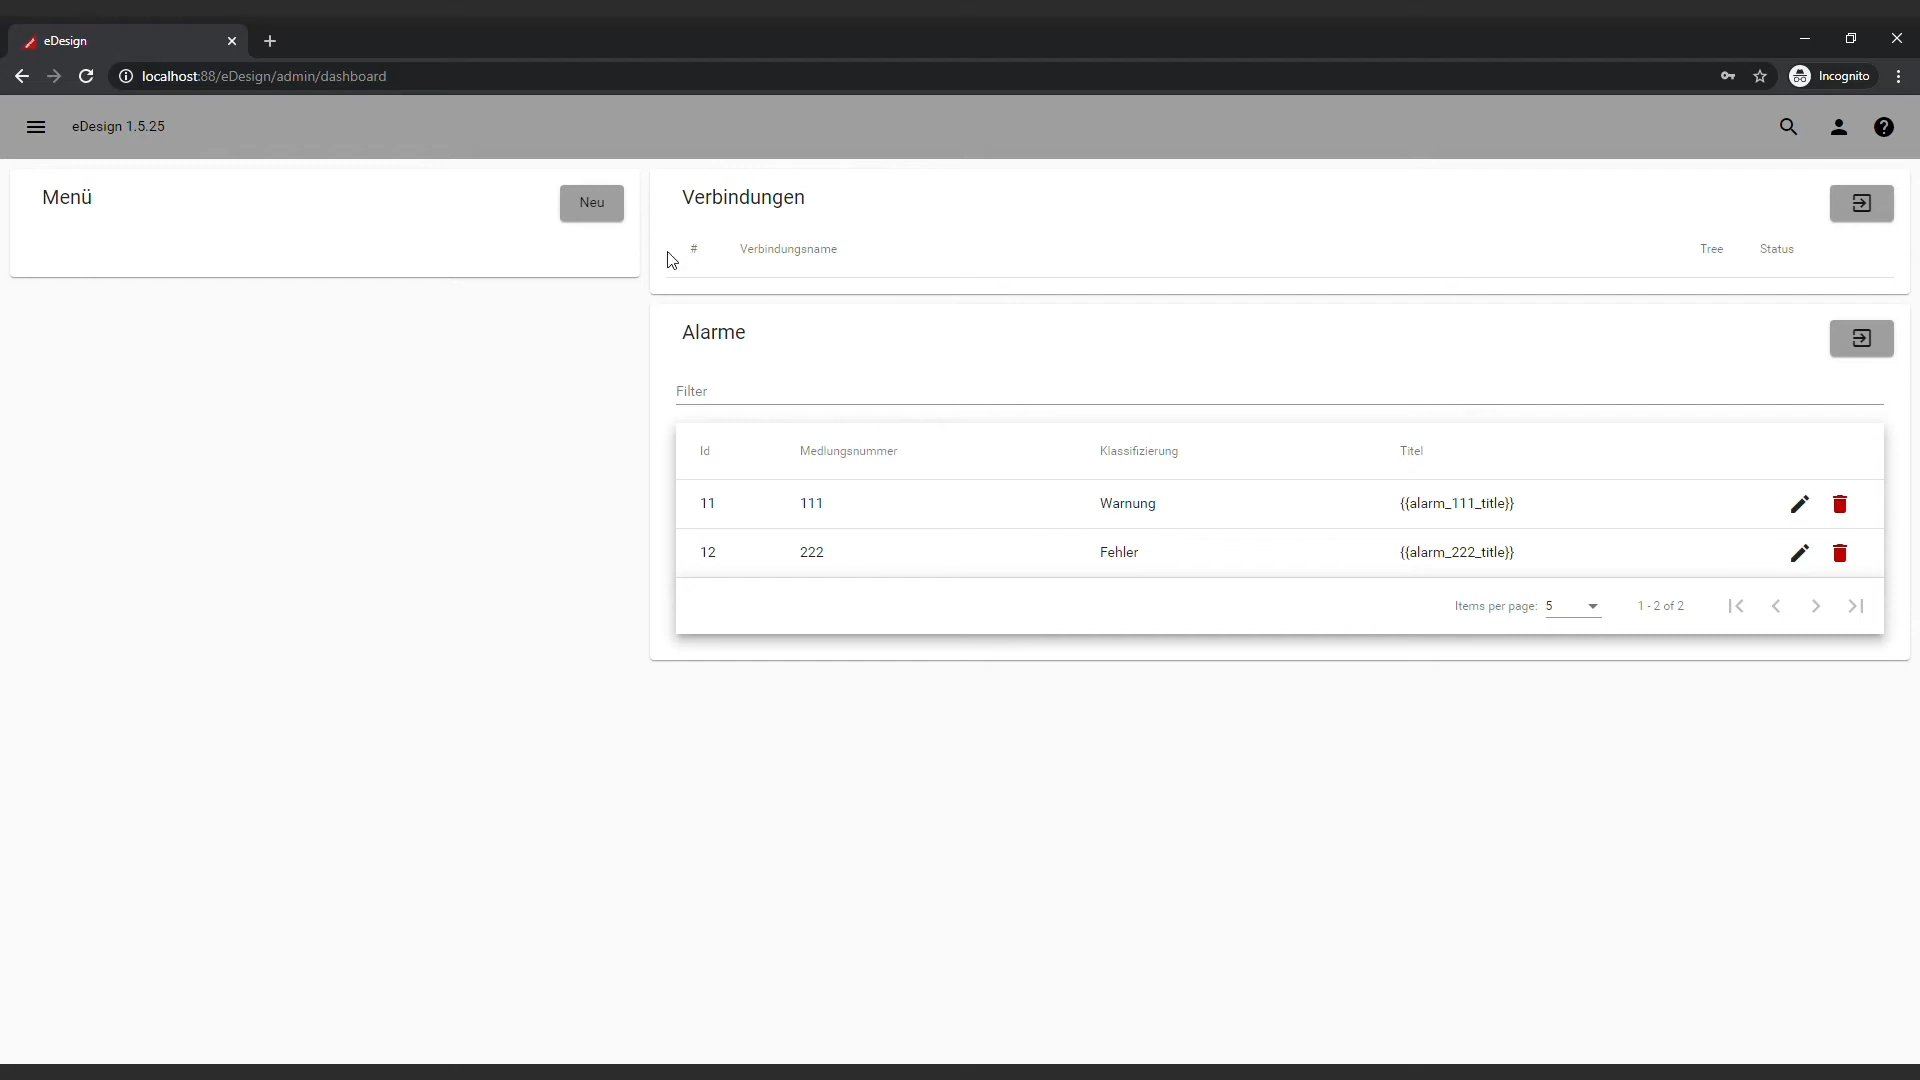 eDesign
localhost:88/eDesign/admin/dashboard
Incognito
eDesign 1.5.25
Menü
Neu
Verbindungen
# Verbindungsname Tree Status
Alarme
Filter
Id Medlungsnummer Klassifizierung Titel
11 111 Warnung {{alarm_111_title}}
12 222 Fehler {{alarm_222_title}}
Items per page: 5 1 - 2 of 2